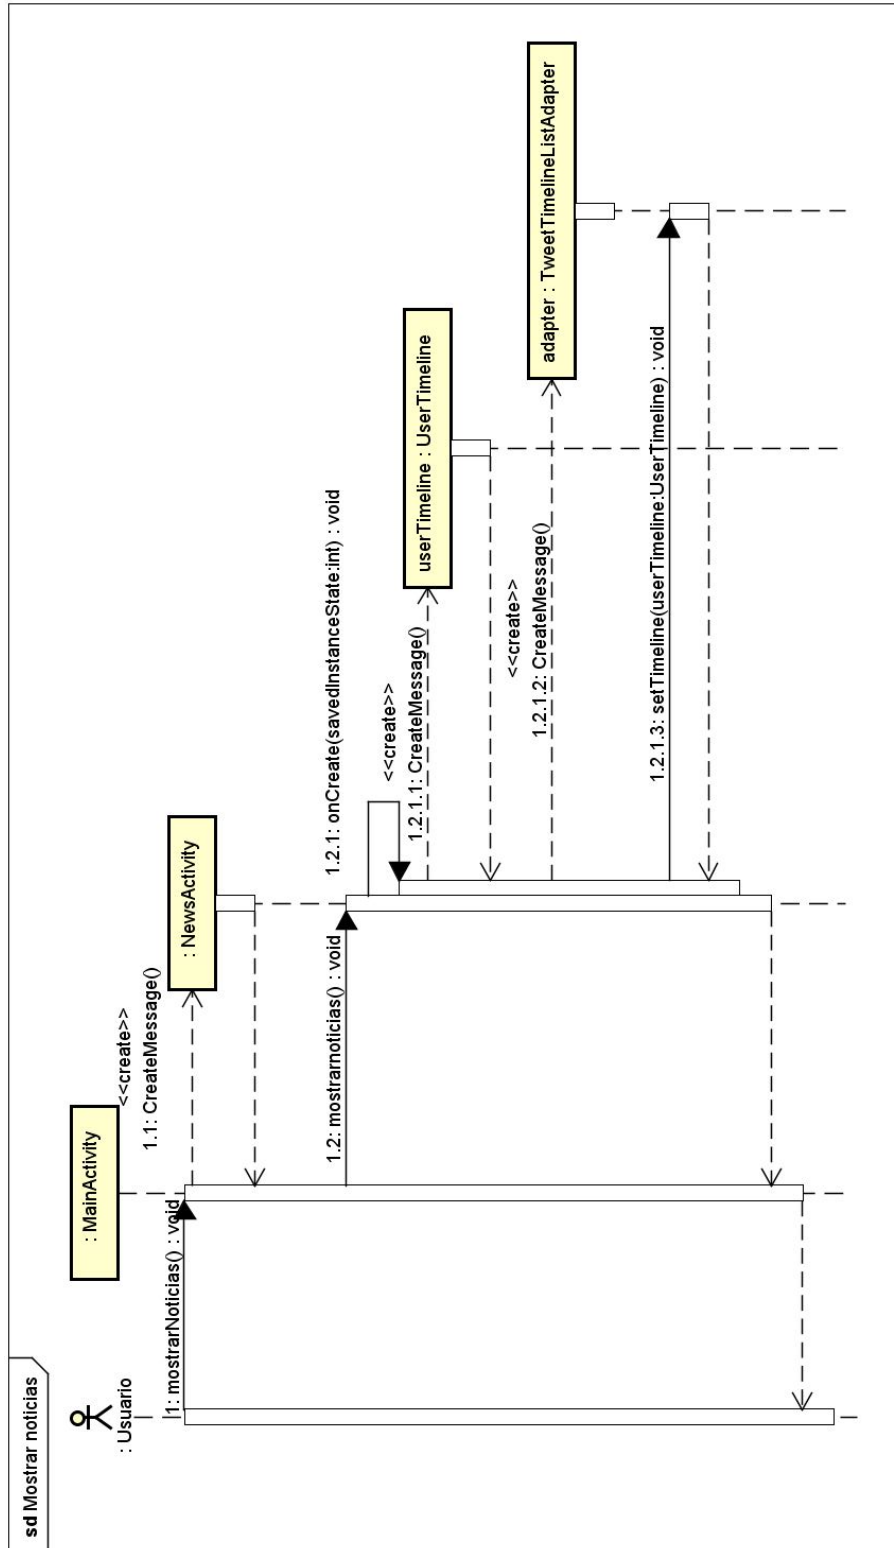 sd Mostrar noticias
: Usuario
: MainActivity
: NewsActivity
userTimeline : UserTimeline
adapter : TweetTimelineListAdapter
1: mostrarNoticias() : void
<<create>>
1.1: CreateMessage()
1.2: mostrarnoticias() : void
1.2.1: onCreate(savedInstanceState:int) : void
<<create>>
1.2.1.1: CreateMessage()
<<create>>
1.2.1.2: CreateMessage()
1.2.1.3: setTimeline(userTimeline:UserTimeline) : void